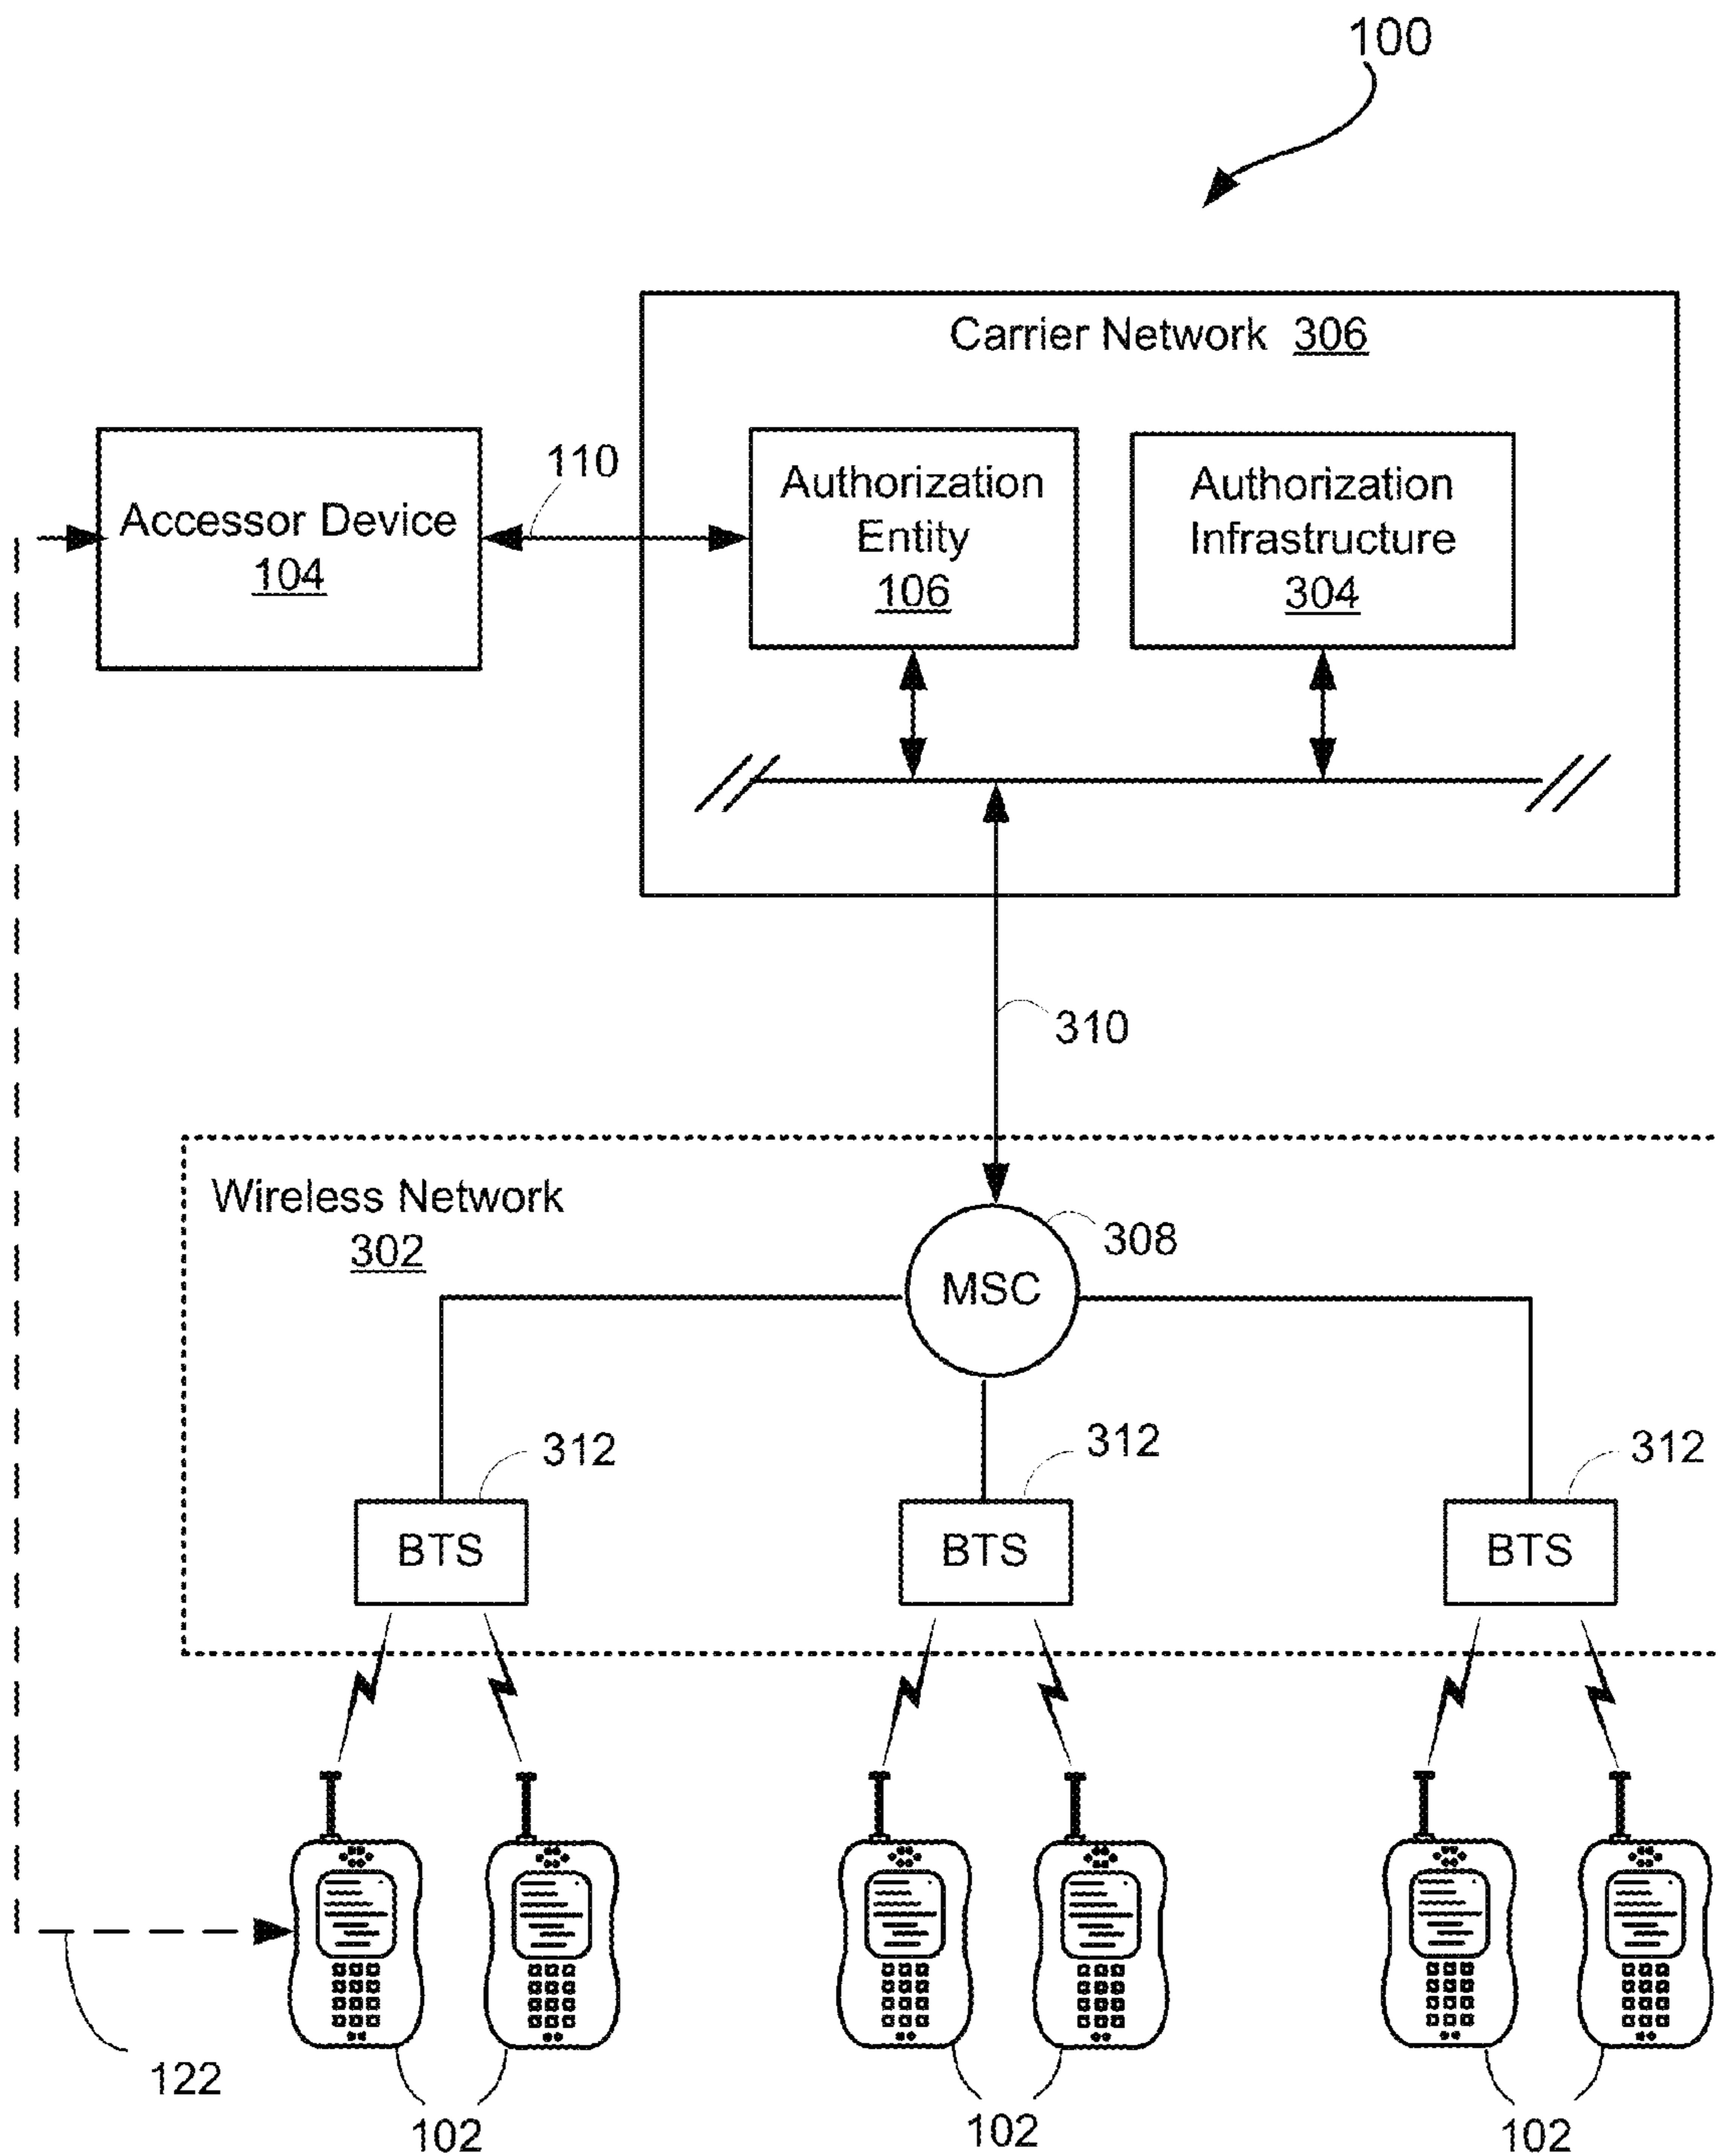 100
Carrier Network 306
110
Accessor Device
104
Authorization
Entity
106
Authorization
Infrastructure
304
310
Wireless Network
302
308
MSC
312
312
312
BTS
BTS
BTS
122
102
102
102